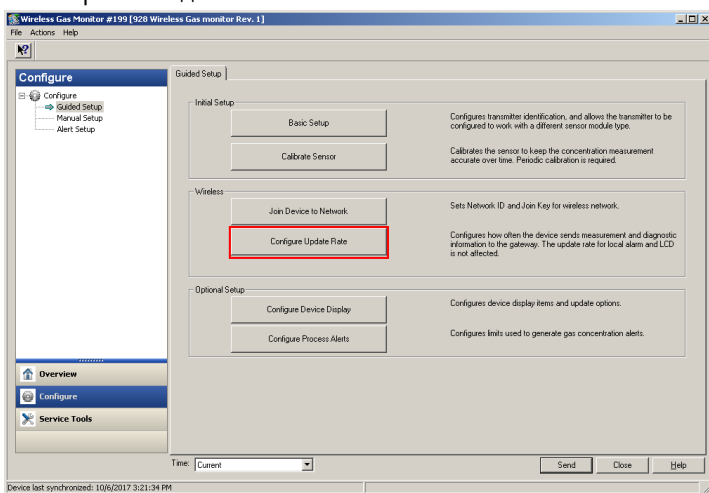 Wireless Gas Monitor #199 [928 Wireless Gas monitor Rev. 1]
File Actions Help
Configure
Configure
Guided Setup
Manual Setup
Alert Setup
Overview
Configure
Service Tools
Guided Setup
Initial Setup
Basic Setup
Configures transmitter identification, and allows the transmitter to be
configured to work with a different sensor module type.
Calibrate Sensor
Calibrates the sensor to keep the concentration measurement
accurate over time. Periodic calibration is required.
Wireless
Join Device to Network
Sets Network ID and Join Key for wireless network.
Configure Update Rate
Configures how often the device sends measurement and diagnostic
information to the gateway. The update rate for local alarm and LCD
is not affected.
Optional Setup
Configure Device Display
Configures device display items and update options.
Configure Process Alerts
Configures limits used to generate gas concentration alerts.
Time: Current
Send Close Help
Device last synchronized: 10/6/2017 3:21:34 PM